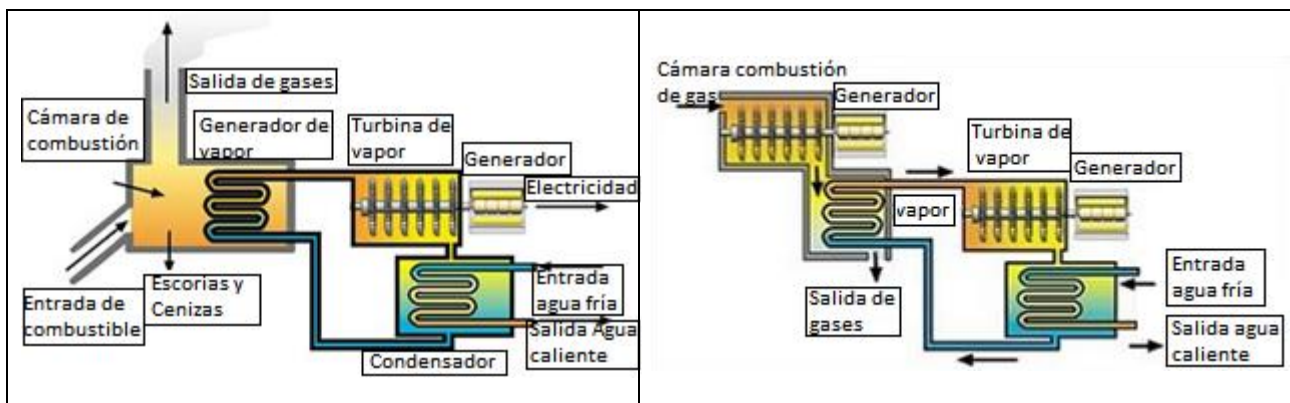 Salida de gases
Cámara de
combustión
Generador de
vapor
Turbina de
vapor
Generador
Electricidad
Entrada de
combustible
Escorias y
Cenizas
Condensador
Entrada
agua fría
Salida Agua
caliente
Cámara combustión
de gas
Generador
Turbina de
vapor
Generador
vapor
Salida de
gases
Entrada
agua fría
Salida agua
caliente